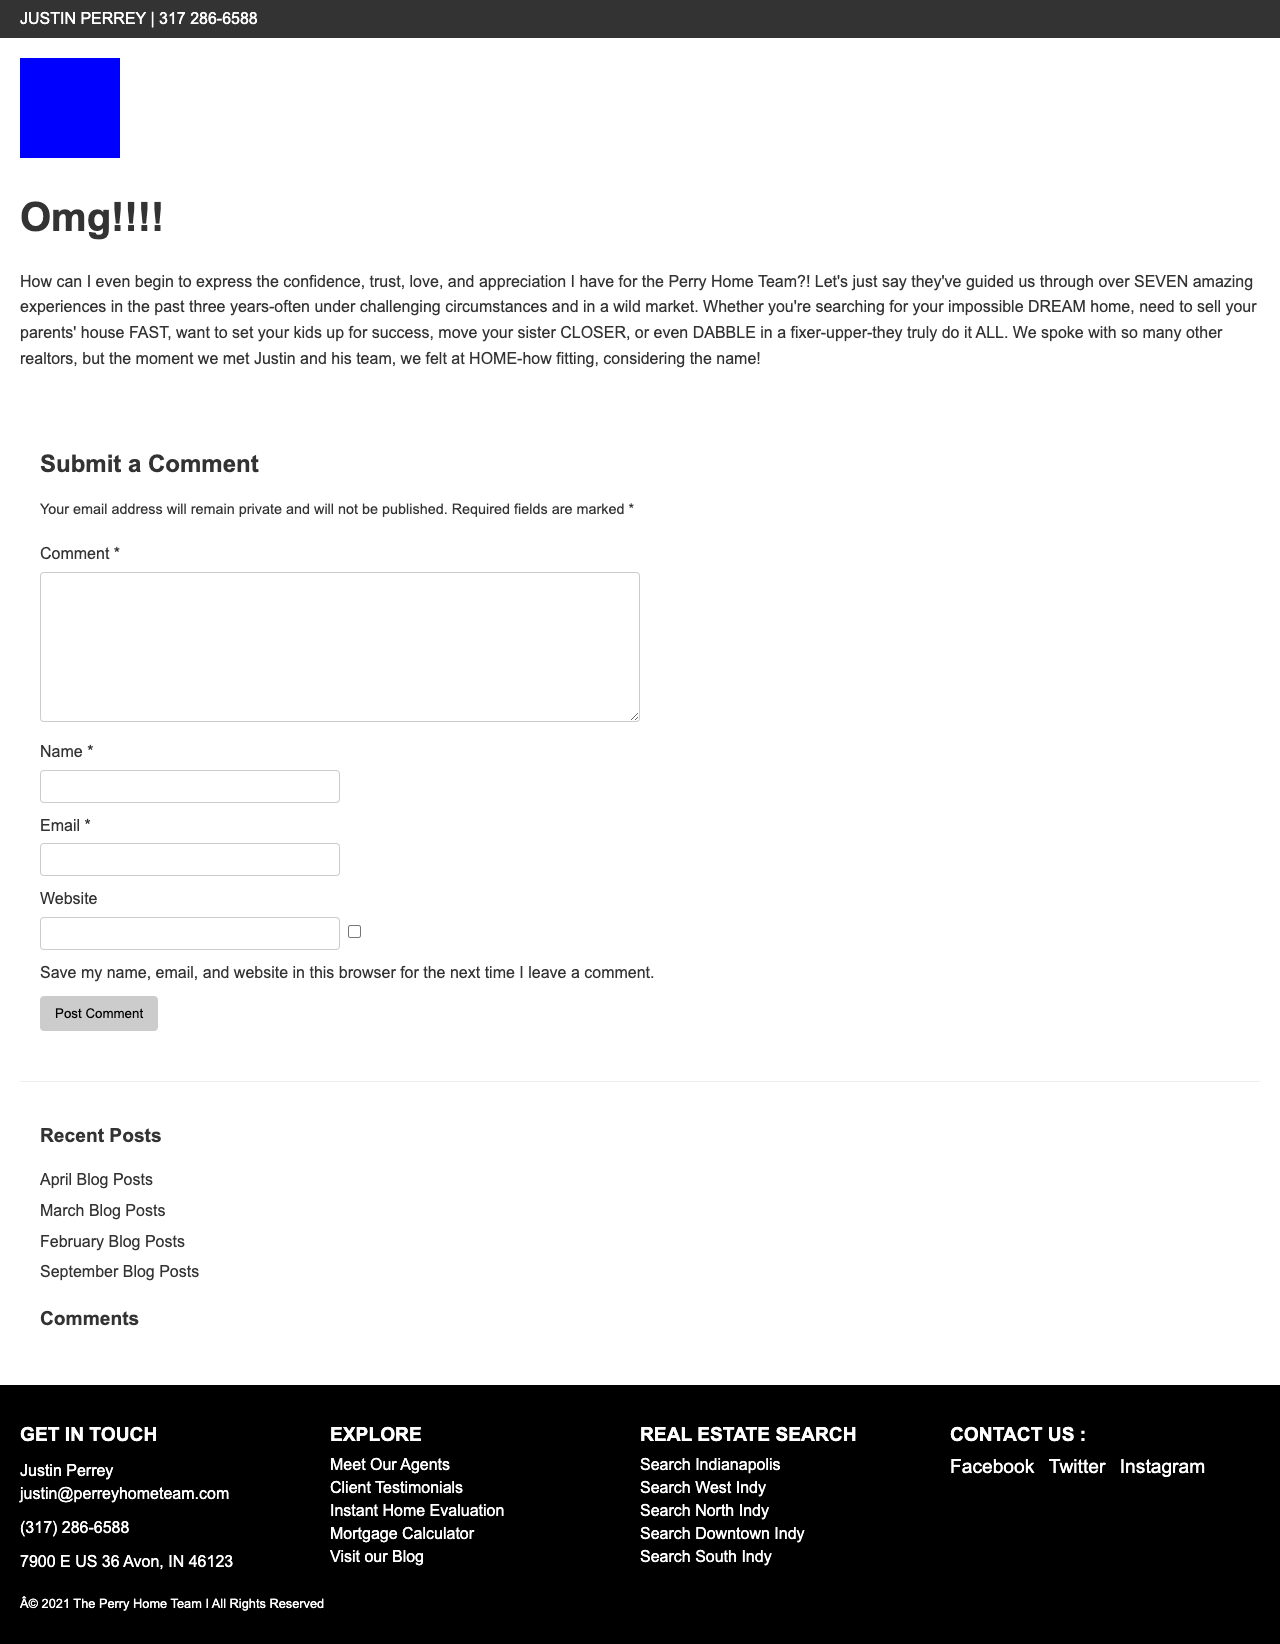 JUSTIN PERREY | 317 286-6588
Omg!!!!
How can I even begin to express the confidence, trust, love, and appreciation I have for the Perry Home Team?! Let's just say they've guided us through over SEVEN amazing
experiences in the past three years-often under challenging circumstances and in a wild market. Whether you're searching for your impossible DREAM home, need to sell your
parents' house FAST, want to set your kids up for success, move your sister CLOSER, or even DABBLE in a fixer-upper-they truly do it ALL. We spoke with so many other
realtors, but the moment we met Justin and his team, we felt at HOME-how fitting, considering the name!
Submit a Comment
Your email address will remain private and will not be published. Required fields are marked *
Comment *
Name *
Email *
Website
Save my name, email, and website in this browser for the next time I leave a comment.
Post Comment
Recent Posts
April Blog Posts
March Blog Posts
February Blog Posts
September Blog Posts
Comments
GET IN TOUCH
Justin Perrey
justin@perreyhometeam.com
(317) 286-6588
7900 E US 36 Avon, IN 46123
EXPLORE
Meet Our Agents
Client Testimonials
Instant Home Evaluation
Mortgage Calculator
Visit our Blog
REAL ESTATE SEARCH
Search Indianapolis
Search West Indy
Search North Indy
Search Downtown Indy
Search South Indy
CONTACT US :
Facebook Twitter Instagram
Â© 2021 The Perry Home Team I All Rights Reserved